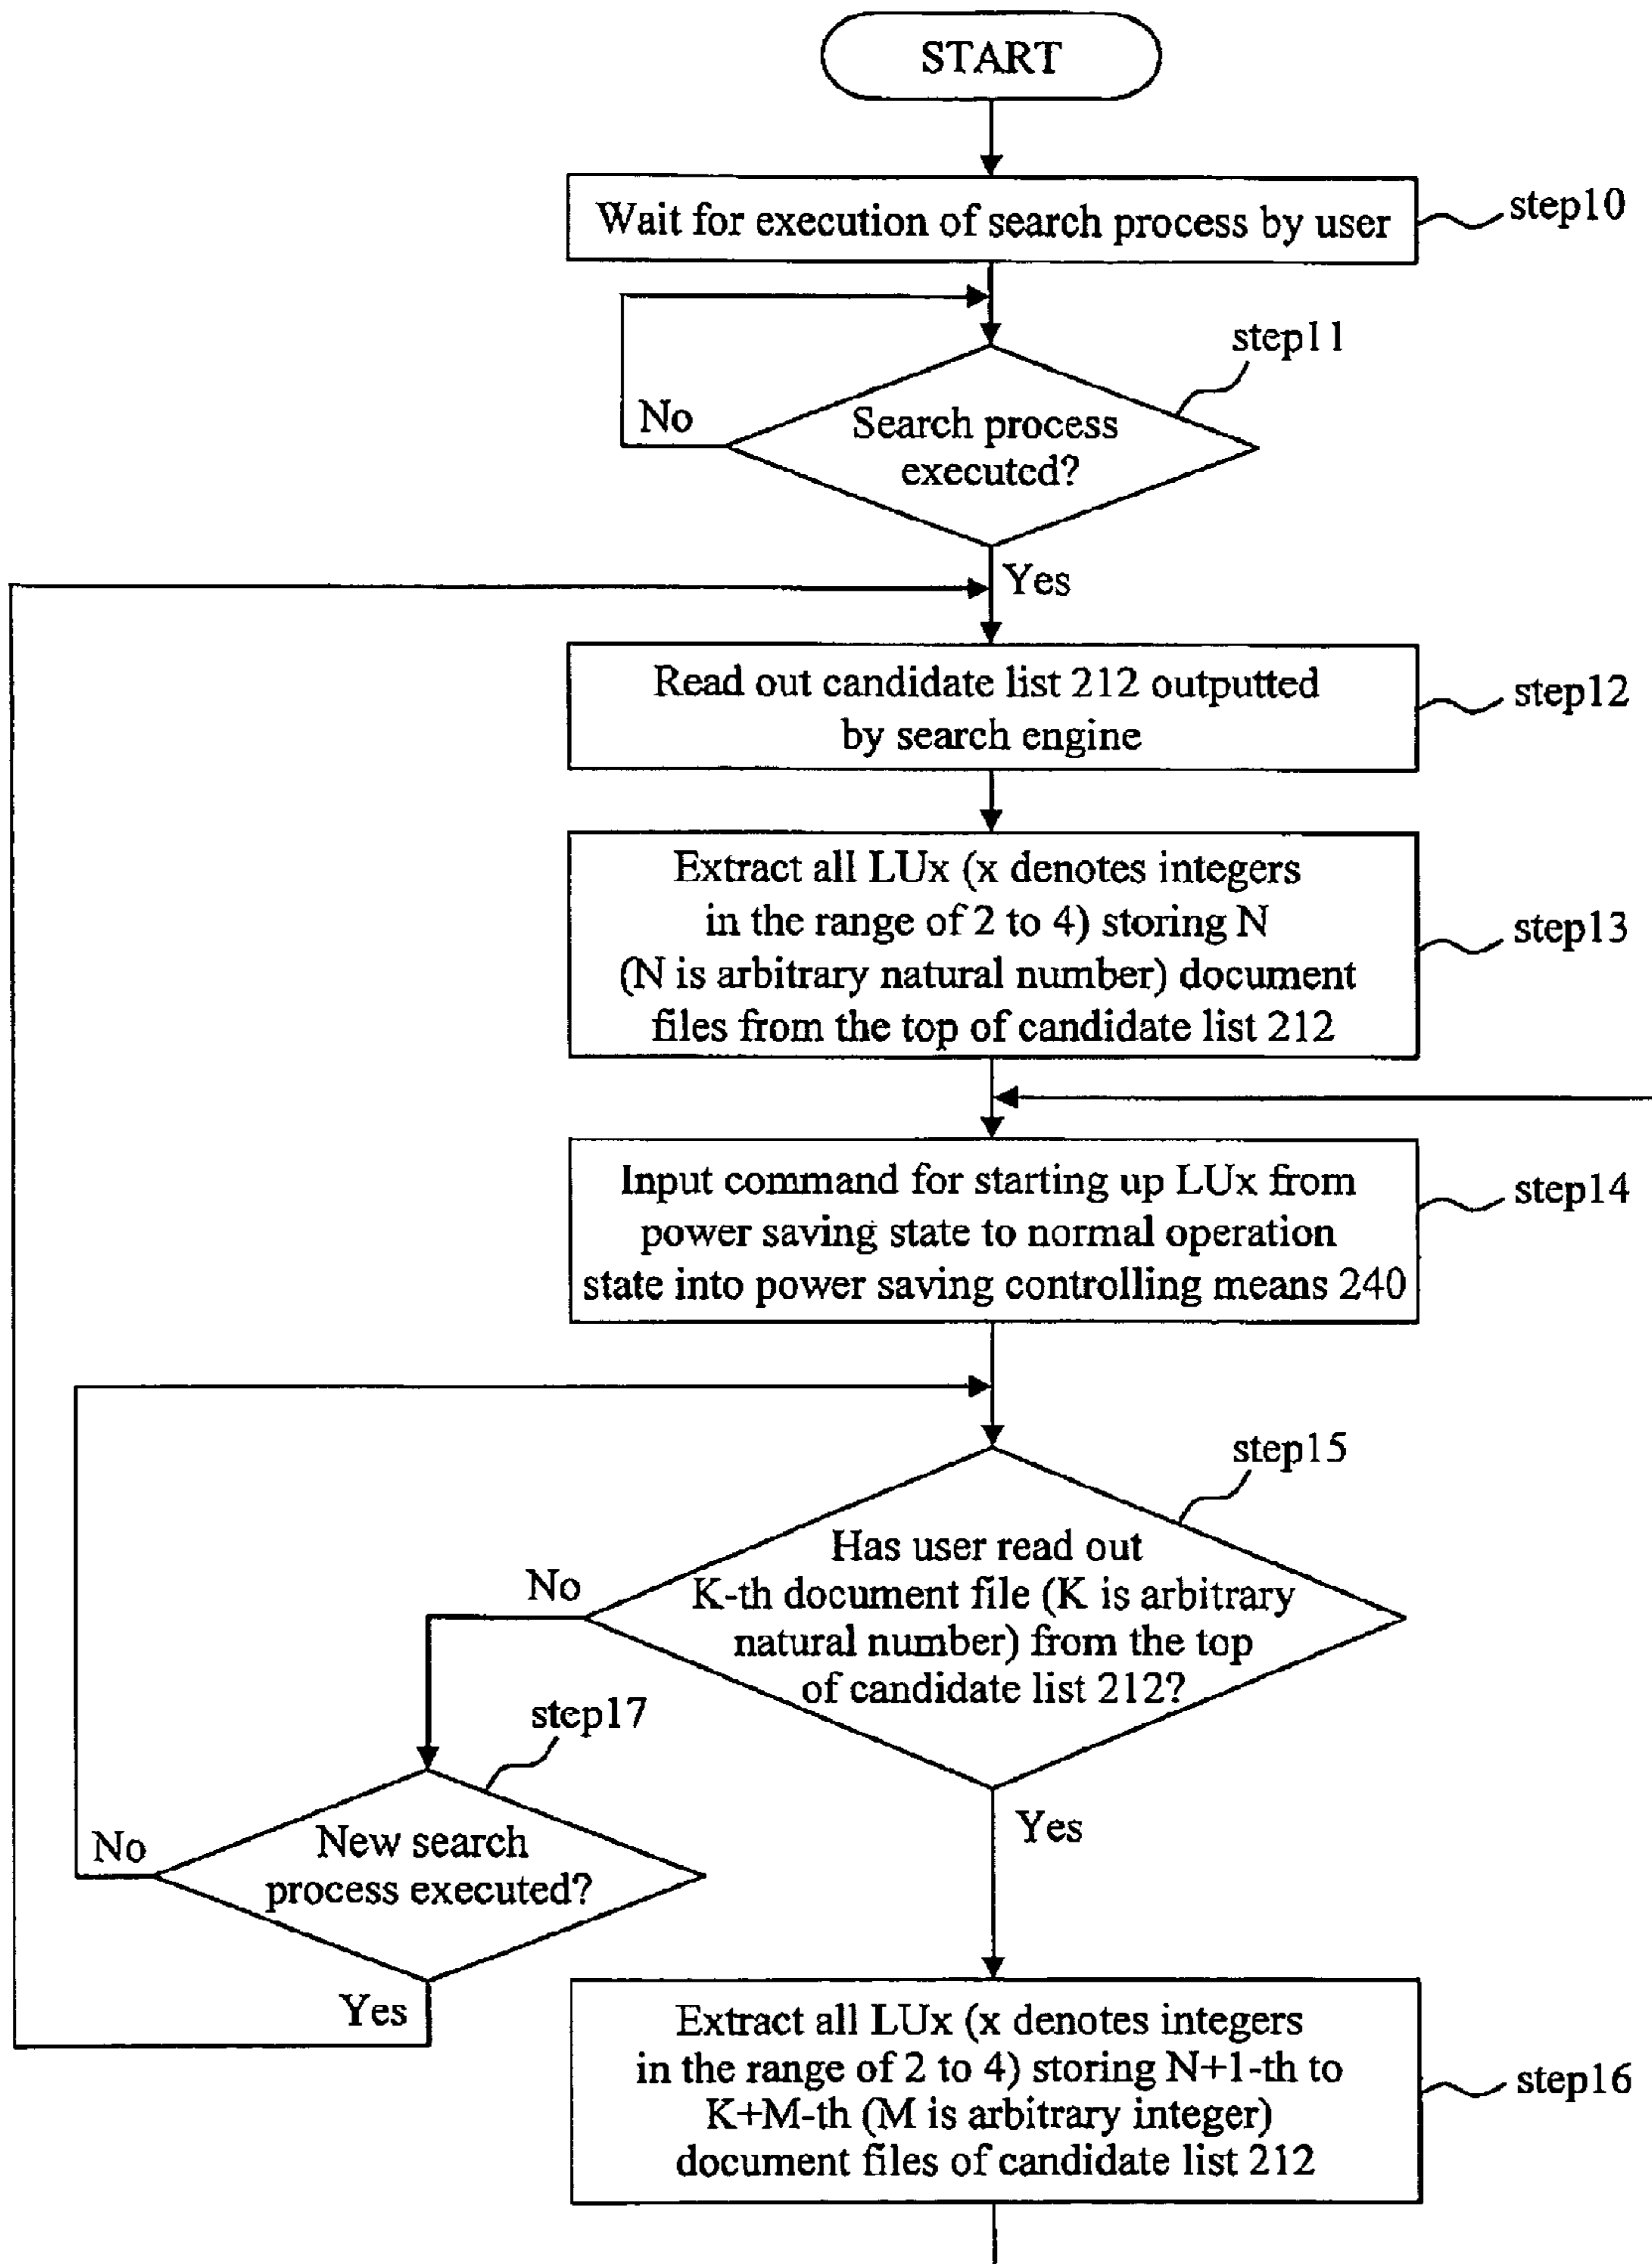 START
Wait for execution of search process by user
step10
step11
No
Search process
executed?
Yes
Read out candidate list 212 outputted
by search engine
step12
Extract all LUx (x denotes integers
in the range of 2 to 4) storing N
(N is arbitrary natural number) document
files from the top of candidate list 212
step13
Input command for starting up LUx from
power saving state to normal operation
state into power saving controlling means 240
step14
step15
Has user read out
K-th document file (K is arbitrary
natural number) from the top
of candidate list 212?
No
step17
Yes
New search
process executed?
No
Yes
Extract all LUx (x denotes integers
in the range of 2 to 4) storing N+1-th to
K+M-th (M is arbitrary integer)
document files of candidate list 212
step16